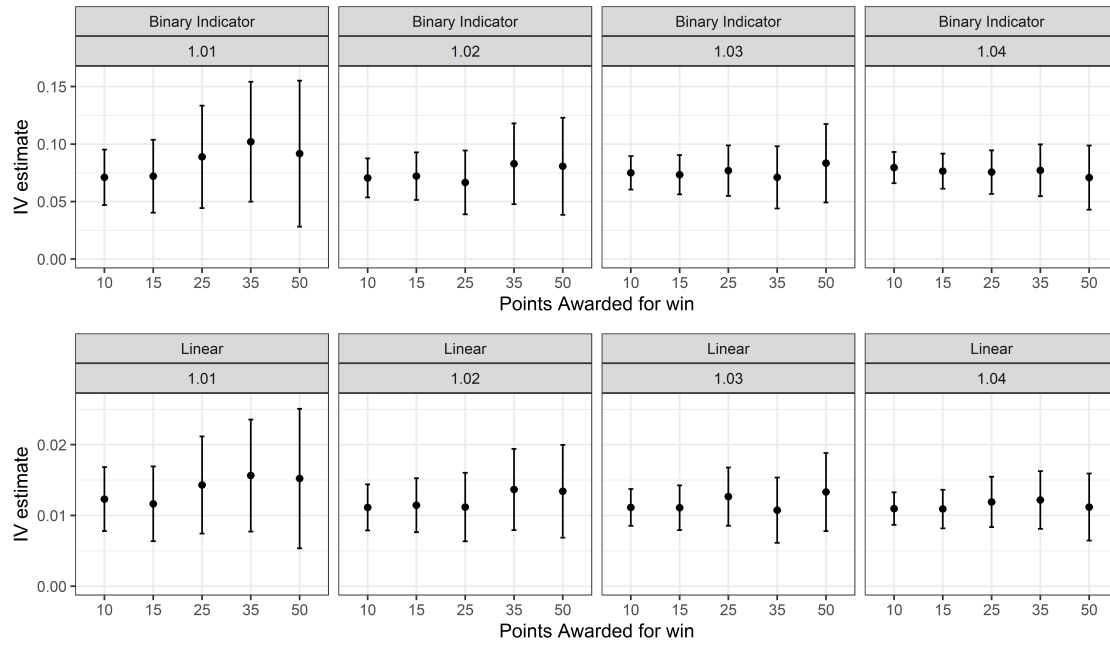 Binary Indicator Binary Indicator Binary Indicator Binary Indicator
1.01 1.02 1.03 1.04
0.15
0.10
0.05
0.00
IV estimate
10 15 25 35 50 10 15 25 35 50 10 15 25 35 50 10 15 25 35 50
Points Awarded for win
Linear Linear Linear Linear
1.01 1.02 1.03 1.04
0.02
0.01
0.00
IV estimate
10 15 25 35 50 10 15 25 35 50 10 15 25 35 50 10 15 25 35 50
Points Awarded for win